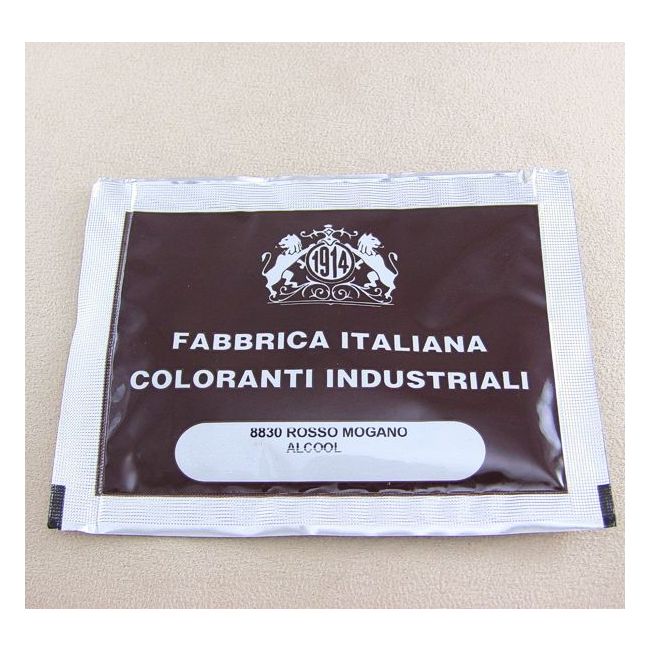 1914
FABBRICA ITALIANA
COLORANTI INDUSTRIALI
8830 ROSSO MOGANO
ALCOOL